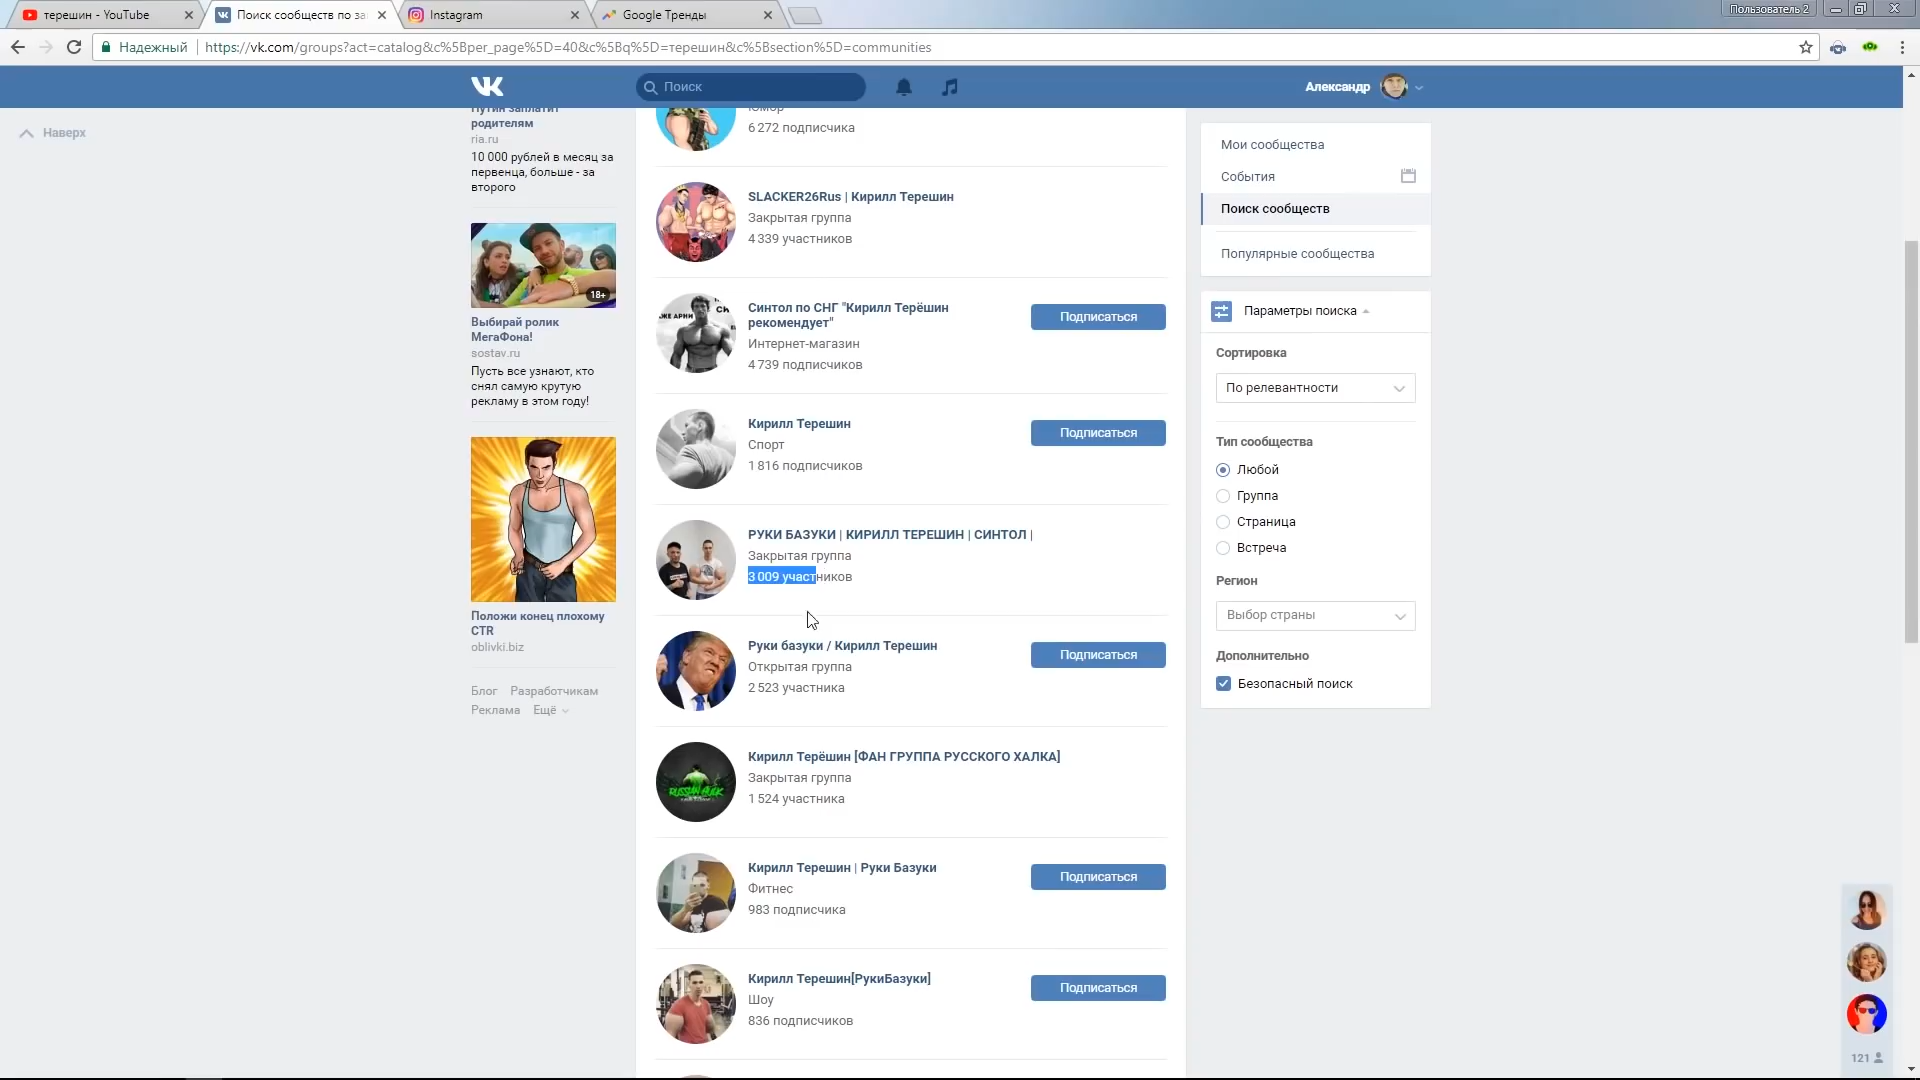 терешин - YouTube
Поиск сообществ по за
Instagram
Google Тренды
Пользователь 2
Надежный
https://vk.com/groups?act=catalog&c%5Bper_page%5D=40&c%5Bq%5D=терешин&c%5Bsection%5D=communities
Поиск
Александр
Наверх
Путин заплатит
родителям
ria.ru
10 000 рублей в месяц за
первенца, больше - за
второго
18+
Выбирай ролик
МегаФона!
sostav.ru
Пусть все узнают, кто
снял самую крутую
рекламу в этом году!
Положи конец плохому
CTR
oblivki.biz
Блог Разработчикам
Реклама Ещё
Юмор
6 272 подписчика
SLACKER26Rus | Кирилл Терешин
Закрытая группа
4 339 участников
Синтол по СНГ "Кирилл Терёшин
рекомендует"
Интернет-магазин
4 739 подписчиков
Подписаться
Кирилл Терешин
Спорт
1 816 подписчиков
Подписаться
РУКИ БАЗУКИ | КИРИЛЛ ТЕРЕШИН | СИНТОЛ |
Закрытая группа
3 009 участников
Руки базуки / Кирилл Терешин
Открытая группа
2 523 участника
Подписаться
RUSSIAN HULK
Кирилл Терёшин [ФАН ГРУППА РУССКОГО ХАЛКА]
Закрытая группа
1 524 участника
Кирилл Терешин | Руки Базуки
Фитнес
983 подписчика
Подписаться
Кирилл Терешин[РукиБазуки]
Шоу
836 подписчиков
Подписаться
Мои сообщества
События
Поиск сообществ
Популярные сообщества
Параметры поиска
Сортировка
По релевантности
Тип сообщества
Любой
Группа
Страница
Встреча
Регион
Выбор страны
Дополнительно
Безопасный поиск
121